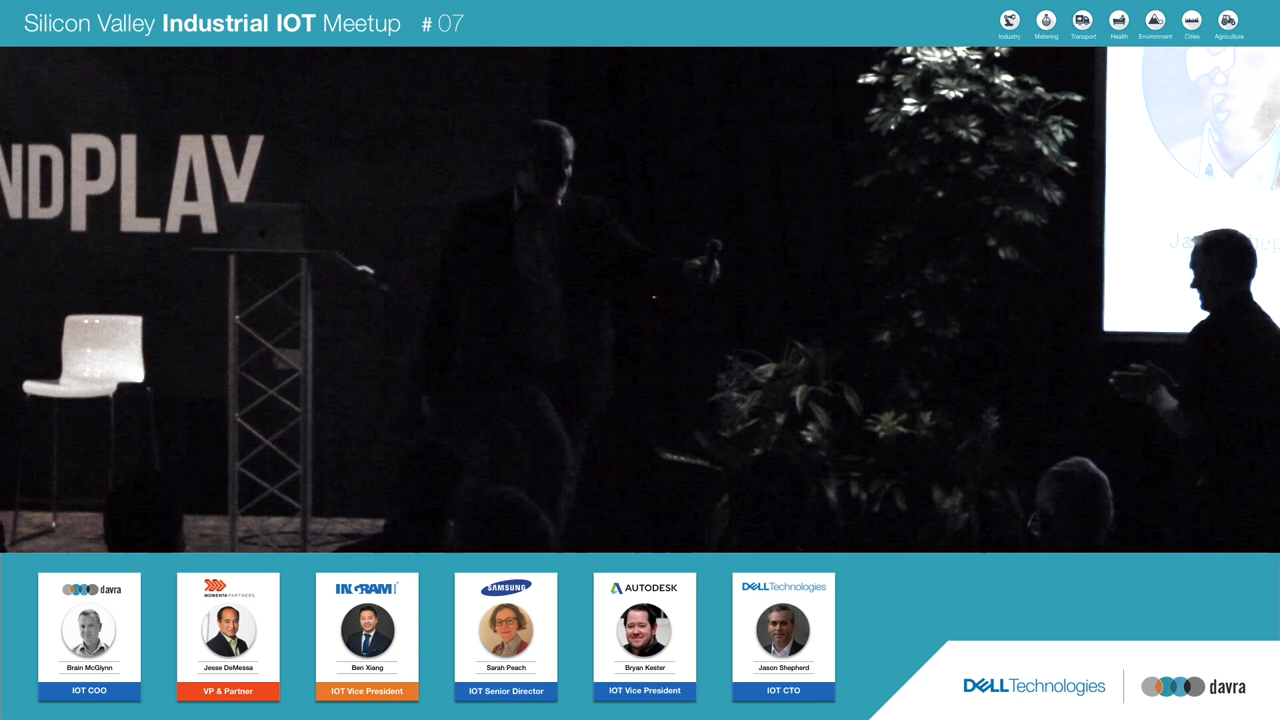 Silicon Valley Industrial IOT Meetup # 07
Industry Metering Transport Health Environment Cities Agriculture
NDPLAY
davra
Brain McGlynn
IOT COO
MOMENTA PARTNERS
Jesse DeMessa
VP & Partner
INGRAM
Ben Xiang
IOT Vice President
SAMSUNG
Sarah Peach
IOT Senior Director
AUTODESK
Bryan Kester
IOT Vice President
DELL Technologies
Jason Shepherd
IOT CTO
DELL Technologies
davra